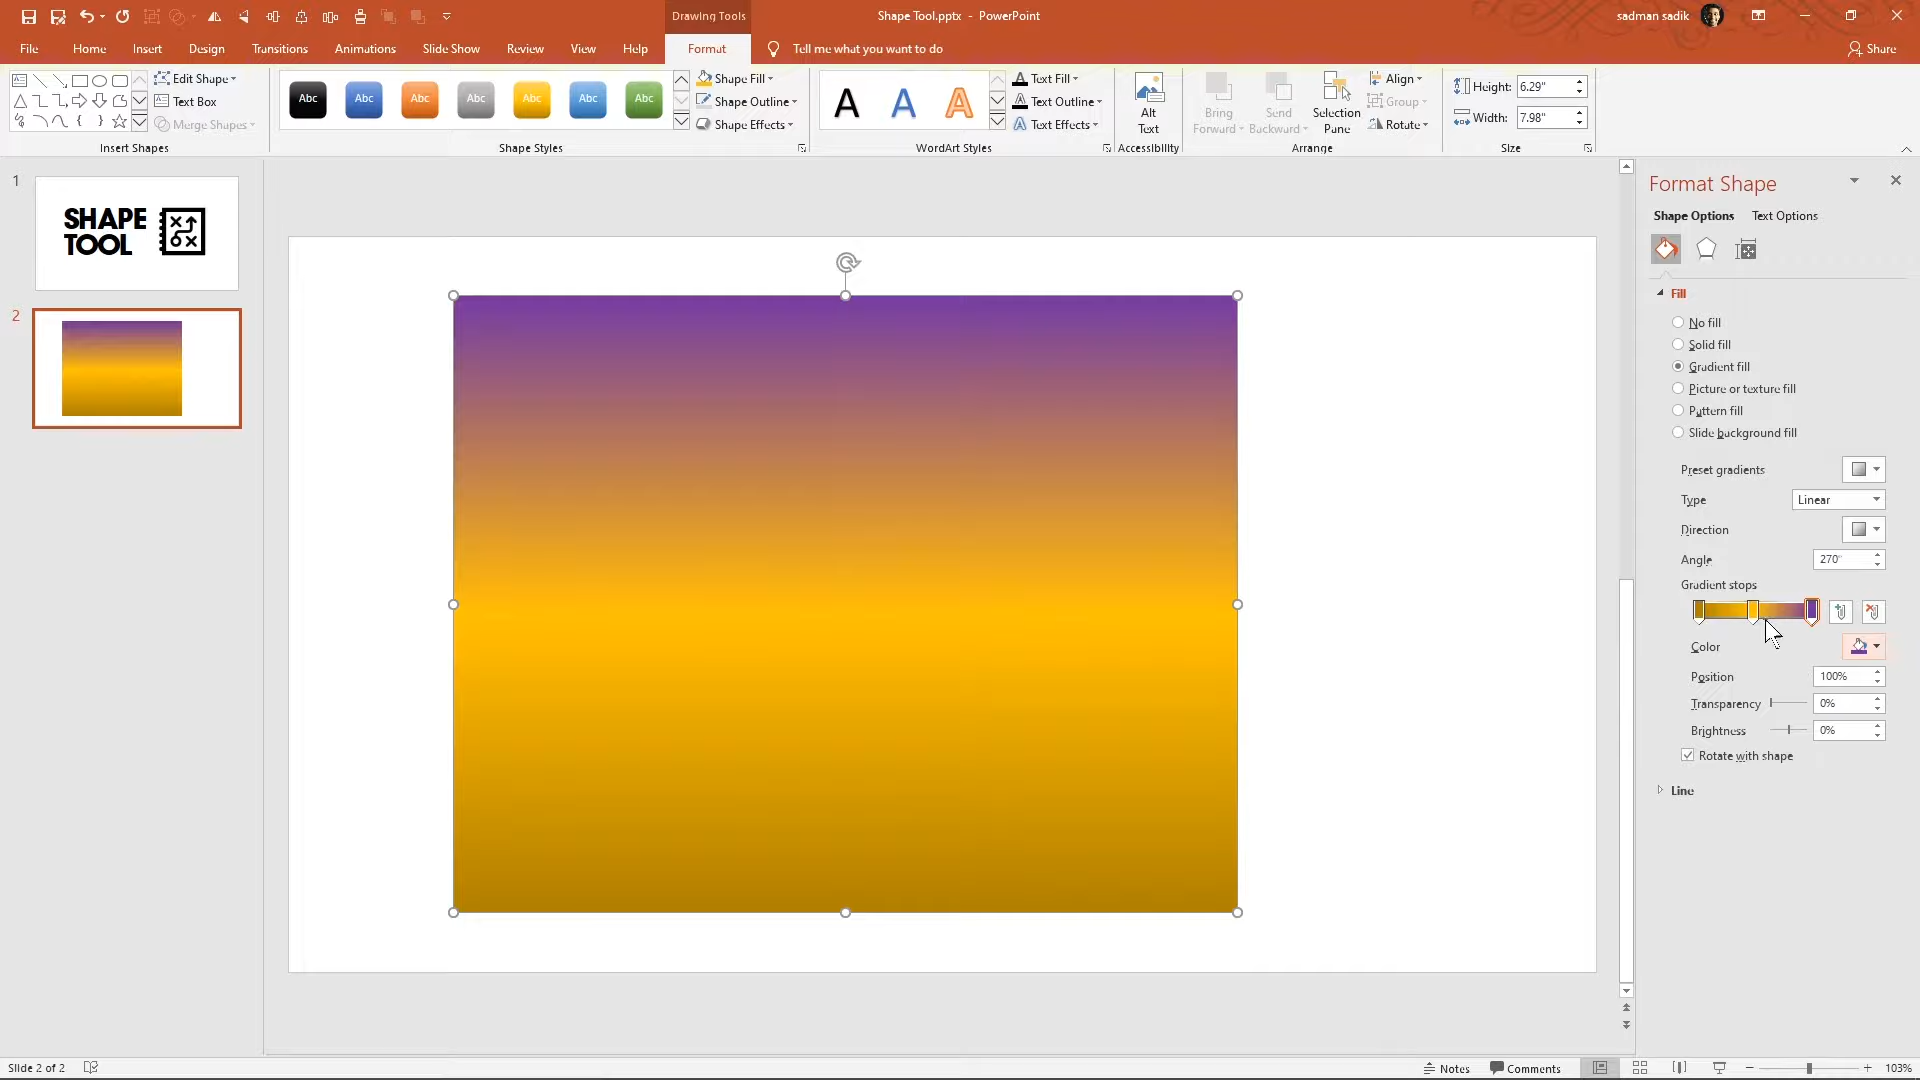 Drawing Tools
Shape Tool.pptx - PowerPoint
sadman sadik
File Home Insert Design Transitions Animations Slide Show Review View Help Format Tell me what you want to do Share
Edit Shape
Text Box
Merge Shapes
Insert Shapes
Abc Abc Abc Abc Abc Abc Abc
Shape Fill
Shape Outline
Shape Effects
Shape Styles
A A A
Text Fill
Text Outline
Text Effects
WordArt Styles
Alt
Text
Accessibility
Bring
Forward
Send
Backward
Selection
Pane
Align
Group
Rotate
Arrange
Height: 6.29"
Width: 7.98"
Size
1
SHAPE
TOOL
2
Format Shape
Shape Options Text Options
Fill
No fill
Solid fill
Gradient fill
Picture or texture fill
Pattern fill
Slide background fill
Preset gradients
Type Linear
Direction
Angle 270°
Gradient stops
Color
Position 100%
Transparency 0%
Brightness 0%
Rotate with shape
Line
Slide 2 of 2
Notes Comments 103%